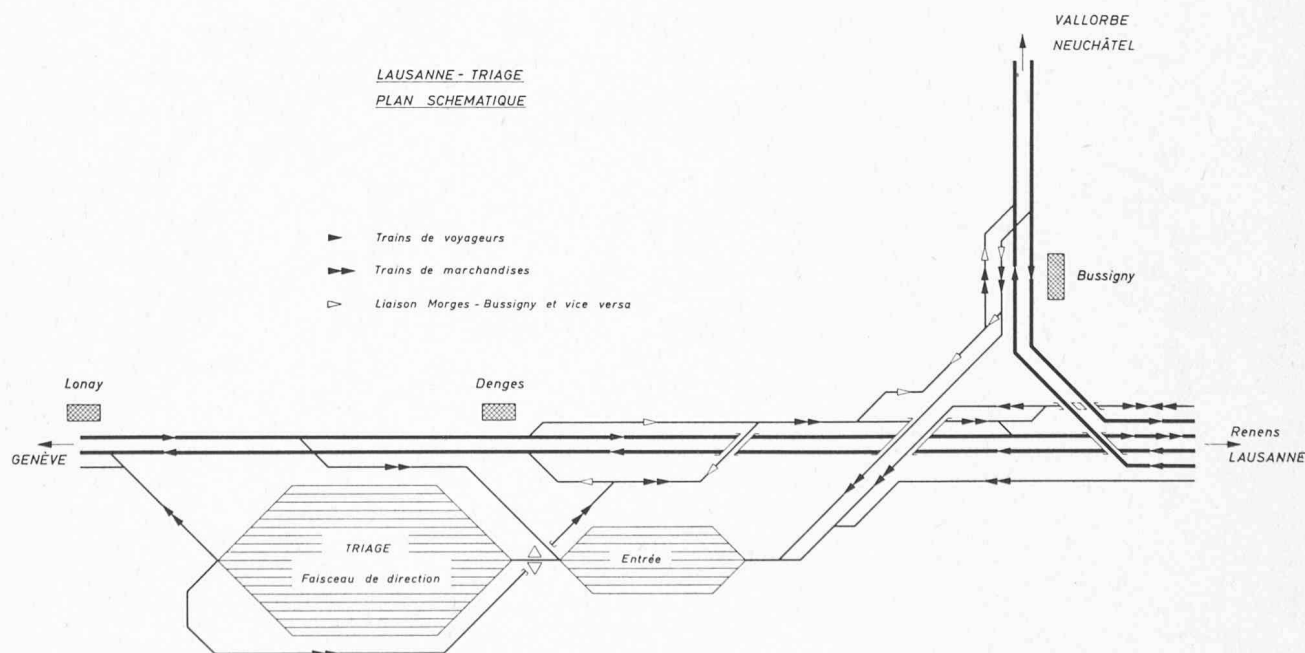 VALLORBE
NEUCHÂTEL
LAUSANNE - TRIAGE
PLAN SCHEMATIQUE
Trains de voyageurs
Trains de marchandises
Liaison Morges - Bussigny et vice versa
Bussigny
Lonay
Denges
GENÈVE
Renens
LAUSANNE
TRIAGE
Faisceau de direction
Entrée